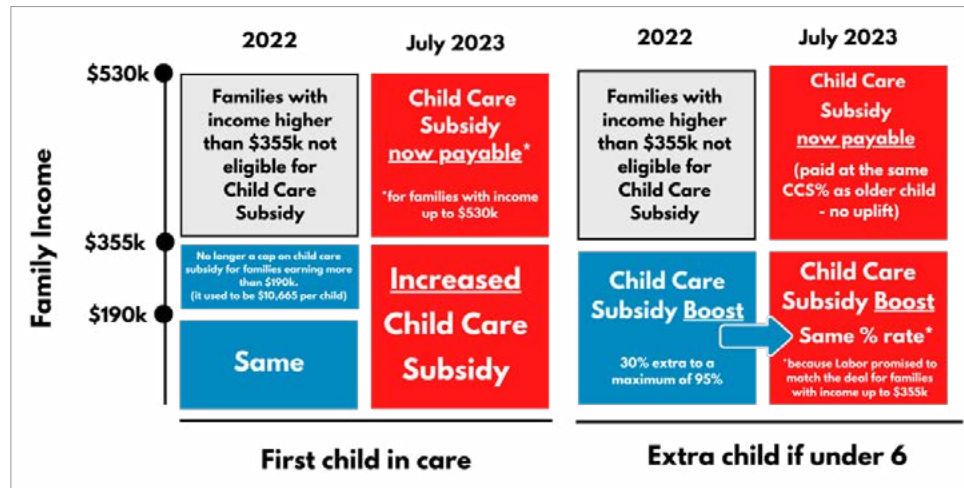 2022
July 2023
2022
July 2023
Family Income
$530k
$355k
$190k
Families with
income higher
than $355k not
eligible for
Child Care
Subsidy
Child Care
Subsidy
now payable*
*for families with income
up to $530k
No longer a cap on child care
subsidy for families earning more
than $190k.
(it used to be $10,665 per child)
Same
Increased
Child Care
Subsidy
First child in care
Families with
income higher
than $355k not
eligible for
Child Care
Subsidy
Child Care
Subsidy
now payable
(paid at the same
CCS% as older child
- no uplift)
Child Care
Subsidy Boost
30% extra to a
maximum of 95%
Child Care
Subsidy Boost
Same % rate*
*because Labor promised to
match the deal for families
with income up to $355k
Extra child if under 6